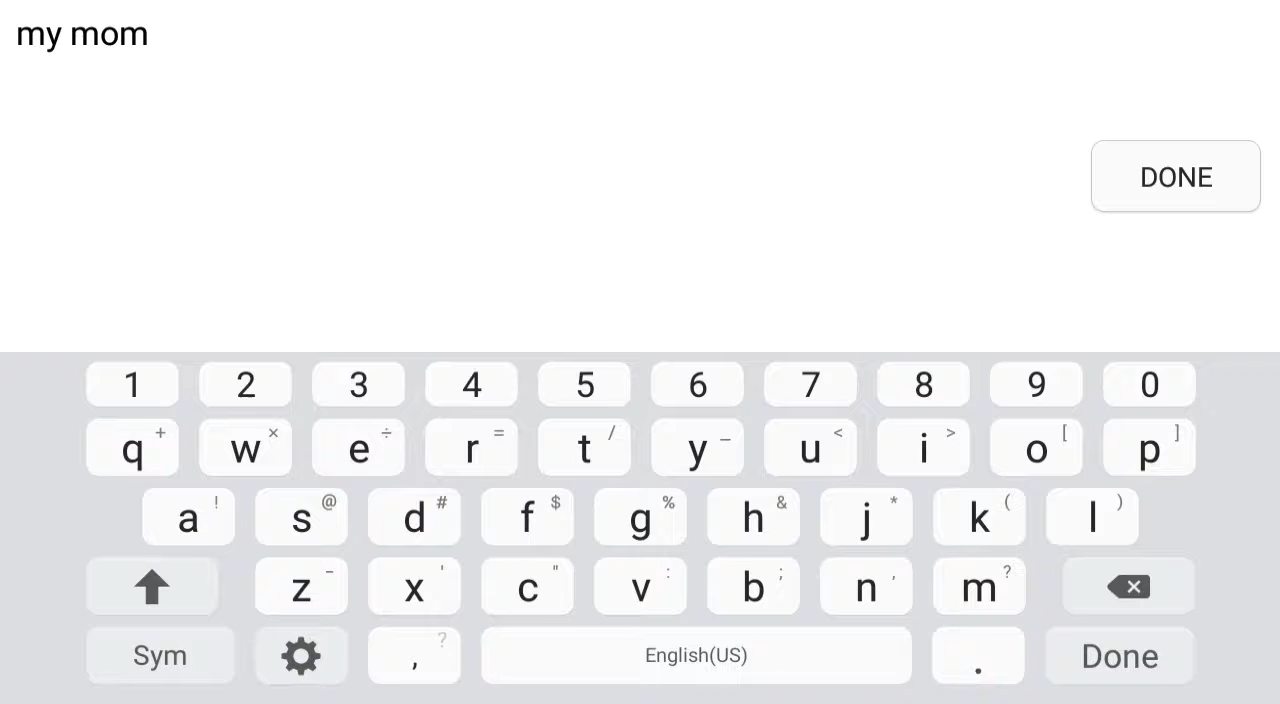 my mom
DONE
1 2 3 4 5 6 7 8 9 0
q + w × e ÷ r = t / y _ u < i > o [ p ]
a ! s @ d # f $ g % h & j * k ( l )
z - x ' c " v : b ; n , m ?
Sym , ? English(US) . Done